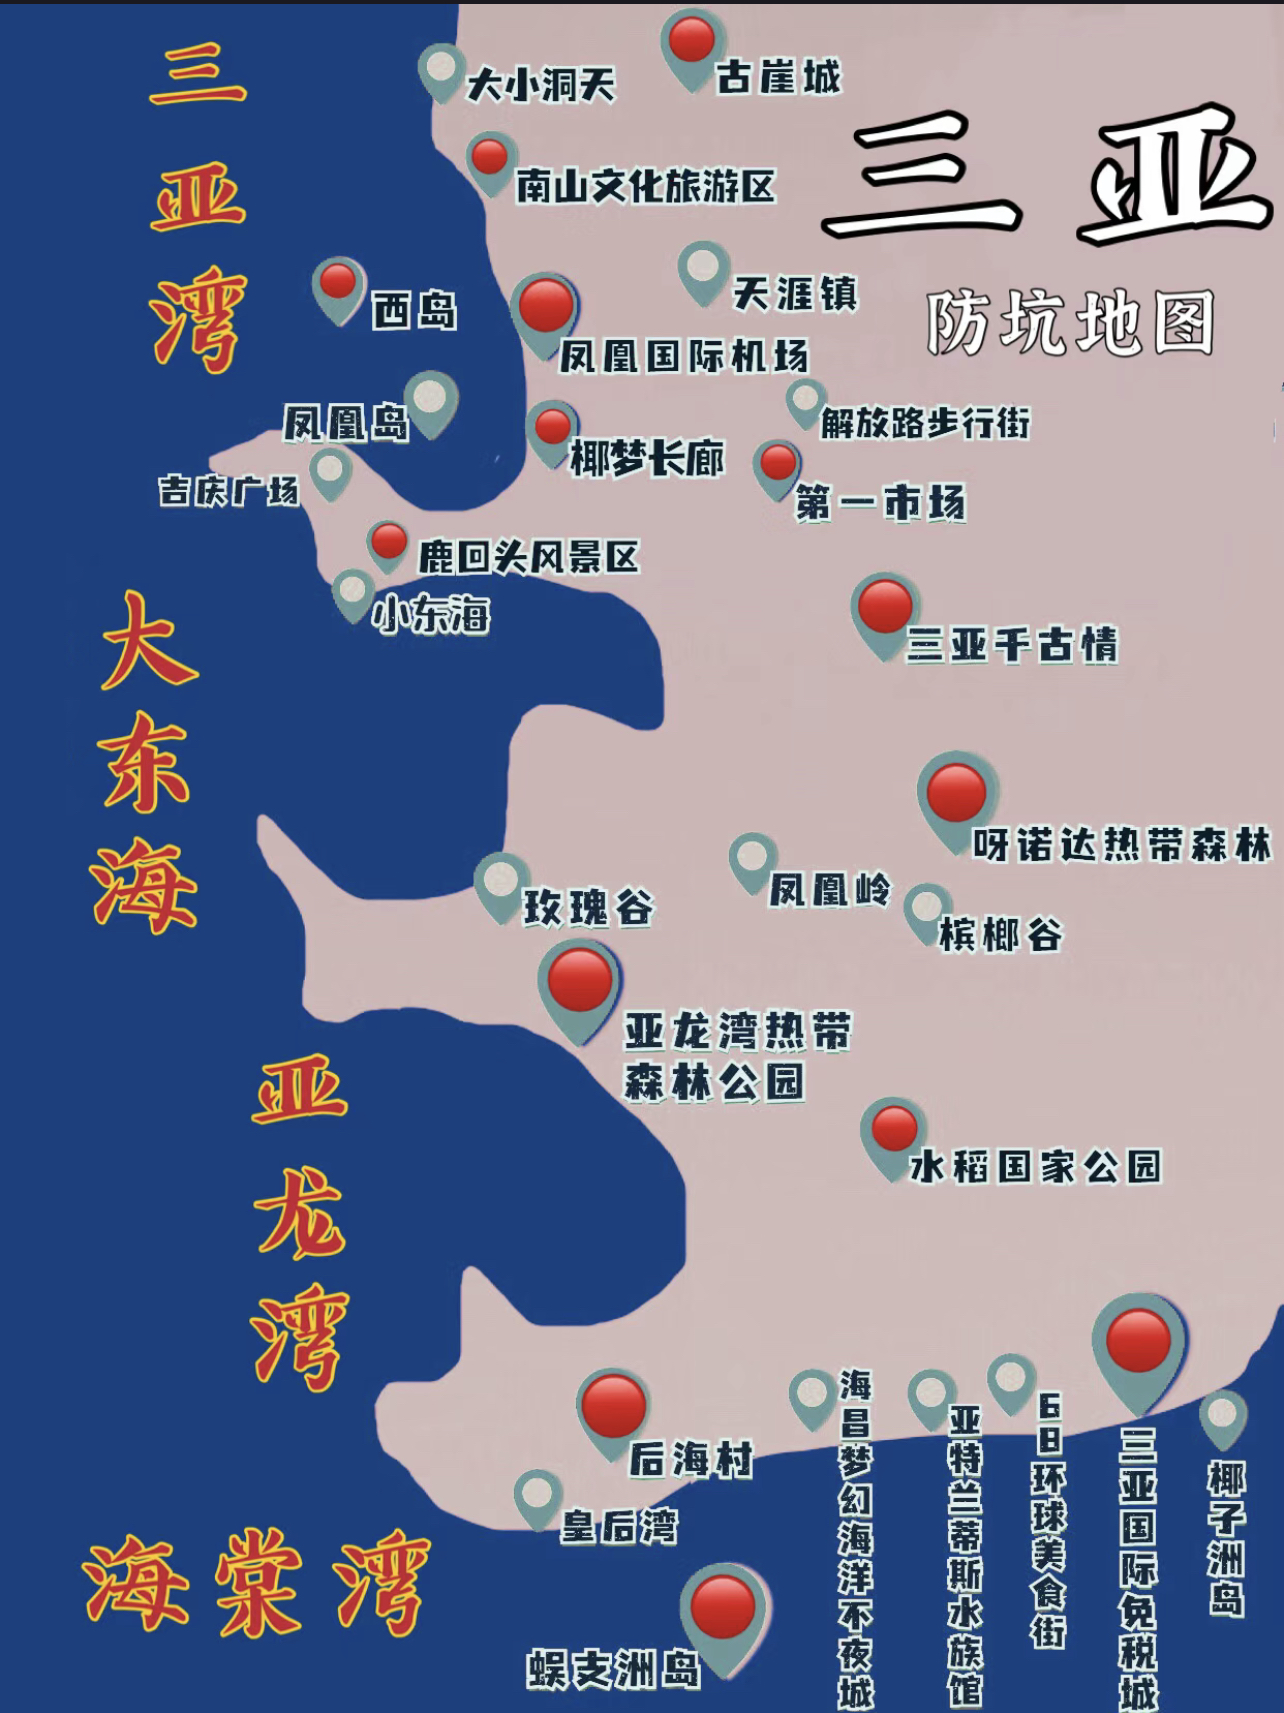 三亚湾
大小洞天
古崖城
三亚
防坑地图
南山文化旅游区
西岛
天涯镇
凤凰国际机场
凤凰岛
解放路步行街
椰梦长廊
吉庆广场
第一市场
鹿回头风景区
小东海
大东海
三亚千古情
呀诺达热带森林
玫瑰谷
凤凰岭
槟榔谷
亚龙湾热带
森林公园
亚龙湾
水稻国家公园
后海村
皇后湾
海昌梦幻海洋不夜城
亚特兰蒂斯水族馆
68环球美食街
三亚国际免税城
椰子洲岛
海棠湾
蜈支洲岛